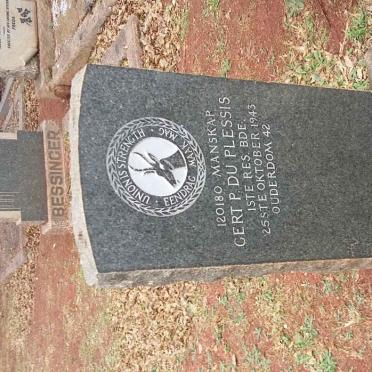 UNION IS STRENGTH · EENDRAG MAAK MAG ·
120180 MANSKAP
GERT P. DU PLESSIS
1STE RES. BDE.
25STE OKTOBER 1943
OUDERDOM 42
BESSINGER